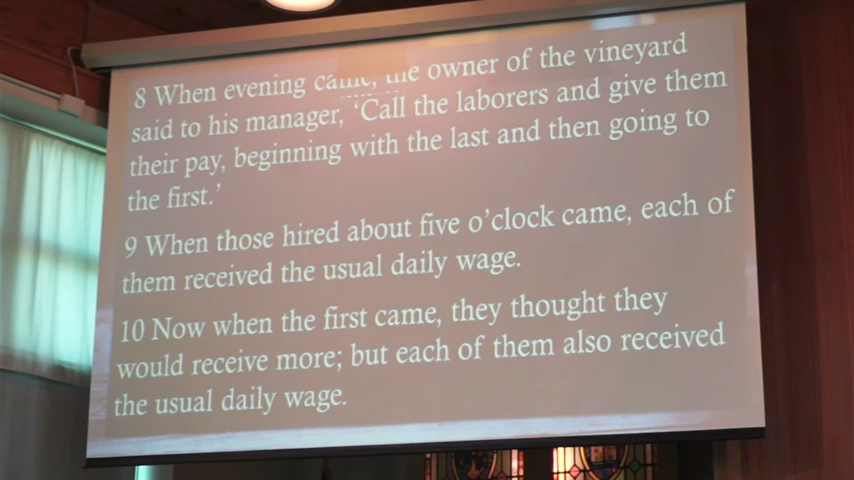 8 When evening came, the owner of the vineyard
said to his manager, ‘Call the laborers and give them
their pay, beginning with the last and then going to
the first.’
9 When those hired about five o’clock came, each of
them received the usual daily wage.
10 Now when the first came, they thought they
would receive more; but each of them also received
the usual daily wage.